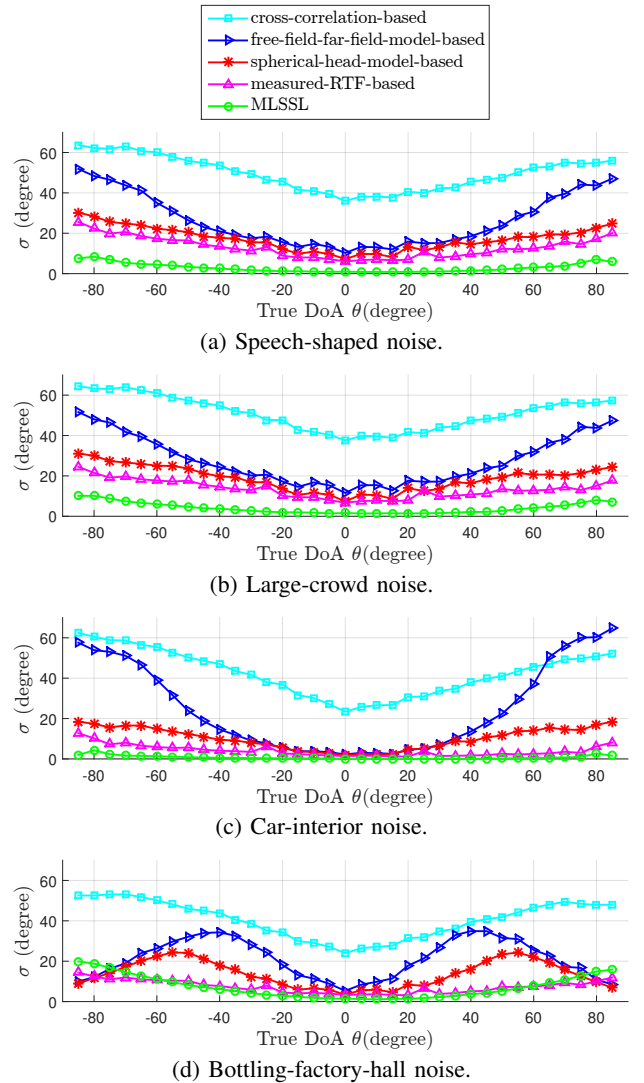 cross-correlation-based
free-field-far-field-model-based
spherical-head-model-based
measured-RTF-based
MLSSL
60
40
20
0
σ (degree)
-80 -60 -40 -20 0 20 40 60 80
True DoA θ(degree)
(a) Speech-shaped noise.
60
40
20
0
σ (degree)
-80 -60 -40 -20 0 20 40 60 80
True DoA θ(degree)
(b) Large-crowd noise.
60
40
20
0
σ (degree)
-80 -60 -40 -20 0 20 40 60 80
True DoA θ(degree)
(c) Car-interior noise.
60
40
20
0
σ (degree)
-80 -60 -40 -20 0 20 40 60 80
True DoA θ(degree)
(d) Bottling-factory-hall noise.